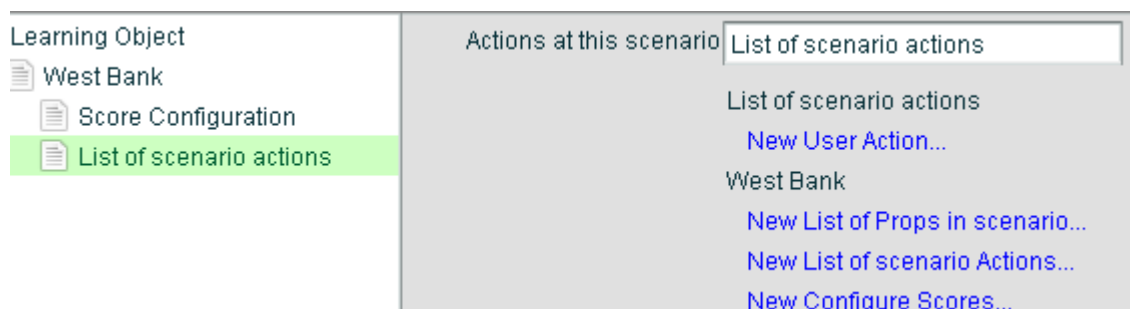 Learning Object
West Bank
Score Configuration
List of scenario actions
Actions at this scenario List of scenario actions
List of scenario actions
New User Action...
West Bank
New List of Props in scenario...
New List of scenario Actions...
New Configure Scores...